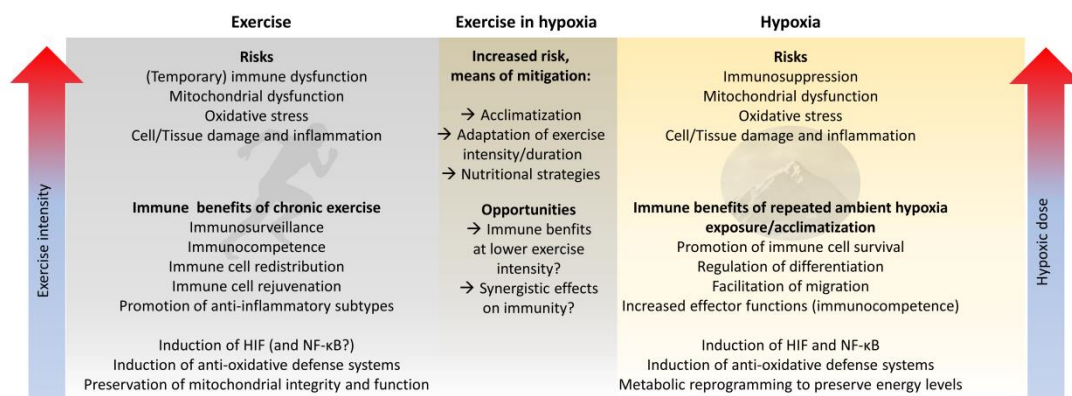 Exercise
Exercise in hypoxia
Hypoxia
Exercise intensity
Risks
(Temporary) immune dysfunction
Mitochondrial dysfunction
Oxidative stress
Cell/Tissue damage and inflammation
Immune benefits of chronic exercise
Immunosurveillance
Immunocompetence
Immune cell redistribution
Immune cell rejuvenation
Promotion of anti-inflammatory subtypes
Induction of HIF (and NF-κB?)
Induction of anti-oxidative defense systems
Preservation of mitochondrial integrity and function
Increased risk,
means of mitigation:
→ Acclimatization
→ Adaptation of exercise
intensity/duration
→ Nutritional strategies
Opportunities
→ Immune benfits
at lower exercise
intensity?
→ Synergistic effects
on immunity?
Risks
Immunosuppression
Mitochondrial dysfunction
Oxidative stress
Cell/Tissue damage and inflammation
Immune benefits of repeated ambient hypoxia
exposure/acclimatization
Promotion of immune cell survival
Regulation of differentiation
Facilitation of migration
Increased effector functions (immunocompetence)
Induction of HIF and NF-κB
Induction of anti-oxidative defense systems
Metabolic reprogramming to preserve energy levels
Hypoxic dose